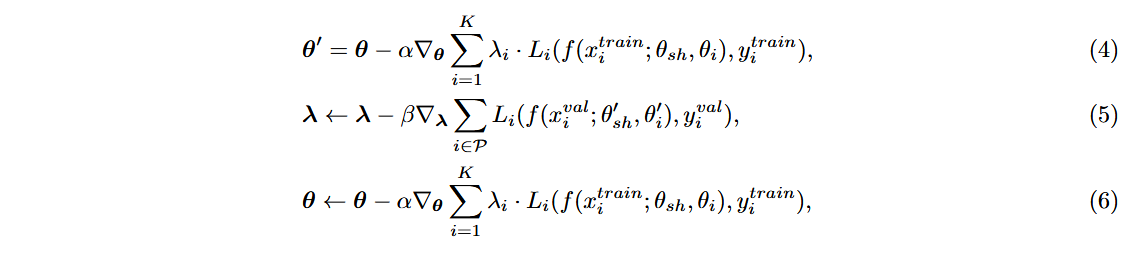 θ′ = θ − α∇_θ ∑_{i=1}^{K} λ_i · L_i(f(x_i^{train}; θ_{sh}, θ_i), y_i^{train}), (4)
λ ← λ − β∇_λ ∑_{i∈𝒫} L_i(f(x_i^{val}; θ′_{sh}, θ′_i), y_i^{val}), (5)
θ ← θ − α∇_θ ∑_{i=1}^{K} λ_i · L_i(f(x_i^{train}; θ_{sh}, θ_i), y_i^{train}), (6)